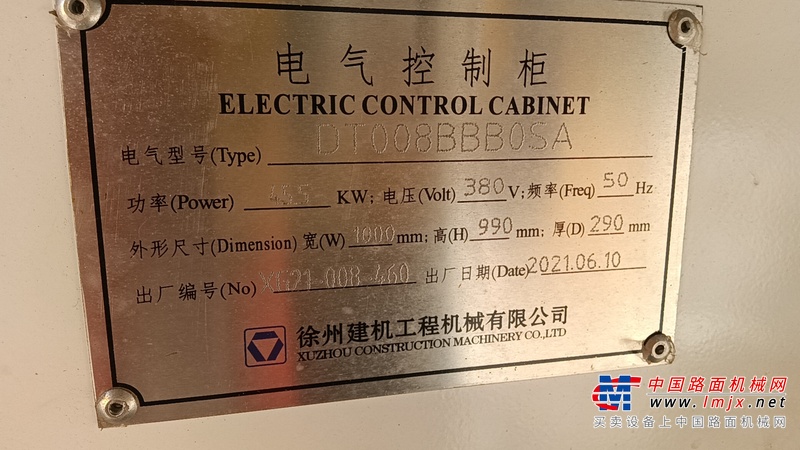 电气控制柜
ELECTRIC CONTROL CABINET
电气型号(Type) DT008BBB0SA
功率(Power) KW; 电压(Volt) 380 V; 频率(Freq) 50 Hz
外形尺寸(Dimension) 宽(W) 1000 mm; 高(H) 990 mm; 厚(D) 290 mm
出厂编号(No) XG21-008-460 出厂日期(Date) 2021.06.10
徐州建机工程机械有限公司
XUZHOU CONSTRUCTION MACHINERY CO.,LTD
中国路面机械网
www.lmjx.net
买卖设备上中国路面机械网